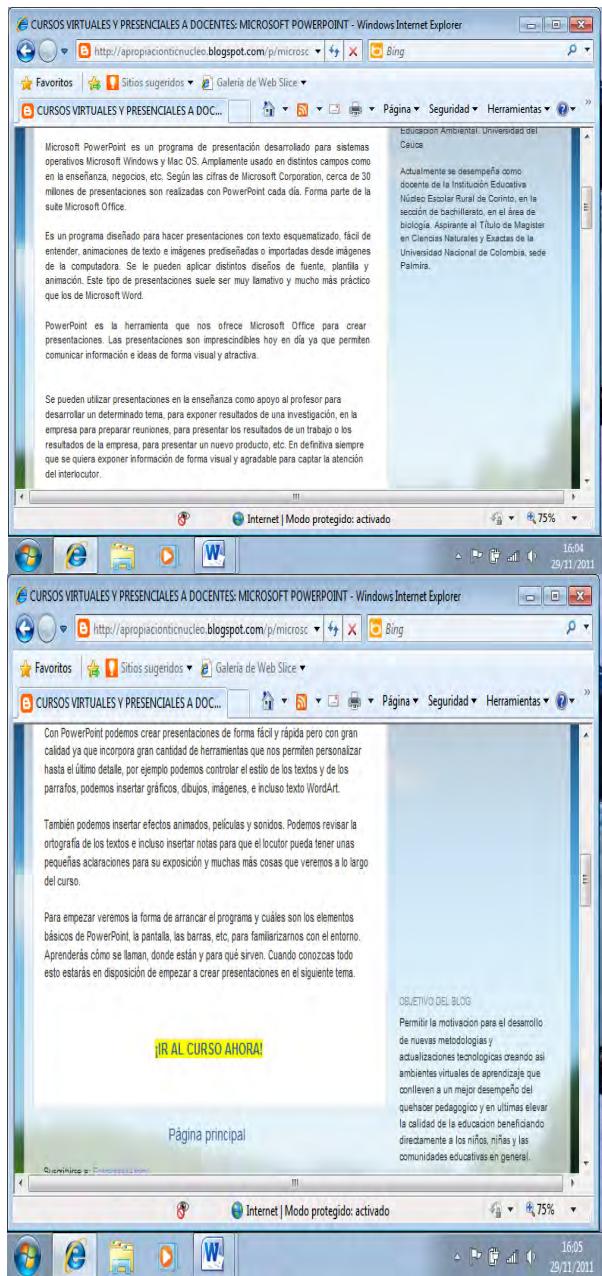 CURSOS VIRTUALES Y PRESENCIALES A DOCENTES: MICROSOFT POWERPOINT - Windows Internet Explorer
http://apropiacionticnucleo.blogspot.com/p/microsc
Bing
Favoritos
Sitios sugeridos
Galería de Web Slice
CURSOS VIRTUALES Y PRESENCIALES A DOC...
Página
Seguridad
Herramientas
Microsoft PowerPoint es un programa de presentación desarrollado para sistemas
operativos Microsoft Windows y Mac OS. Ampliamente usado en distintos campos como
en la enseñanza, negocios, etc. Según las cifras de Microsoft Corporation, cerca de 30
millones de presentaciones son realizadas con PowerPoint cada día. Forma parte de la
suite Microsoft Office.
Es un programa diseñado para hacer presentaciones con texto esquematizado, fácil de
entender, animaciones de texto e imágenes prediseñadas o importadas desde imágenes
de la computadora. Se le pueden aplicar distintos diseños de fuente, plantilla y
animación. Este tipo de presentaciones suele ser muy llamativo y mucho más práctico
que los de Microsoft Word.
PowerPoint es la herramienta que nos ofrece Microsoft Office para crear
presentaciones. Las presentaciones son imprescindibles hoy en día ya que permiten
comunicar información e ideas de forma visual y atractiva.
Se pueden utilizar presentaciones en la enseñanza como apoyo al profesor para
desarrollar un determinado tema, para exponer resultados de una investigación, en la
empresa para preparar reuniones, para presentar los resultados de un trabajo o los
resultados de la empresa, para presentar un nuevo producto, etc. En definitiva siempre
que se quiera exponer información de forma visual y agradable para captar la atención
del interlocutor.
Educacion Ambiental. Universidad del
Cauca
Actualmente se desempeña como
docente de la Institución Educativa
Núcleo Escolar Rural de Corinto, en la
sección de bachillerato, en el área de
biología. Aspirante al Título de Magister
en Ciencias Naturales y Exactas de la
Universidad Nacional de Colombia, sede
Palmira.
Internet | Modo protegido: activado
75%
16:04
29/11/2011
CURSOS VIRTUALES Y PRESENCIALES A DOCENTES: MICROSOFT POWERPOINT - Windows Internet Explorer
http://apropiacionticnucleo.blogspot.com/p/microsc
Bing
Favoritos
Sitios sugeridos
Galería de Web Slice
CURSOS VIRTUALES Y PRESENCIALES A DOC...
Página
Seguridad
Herramientas
Con PowerPoint podemos crear presentaciones de forma fácil y rápida pero con gran
calidad ya que incorpora gran cantidad de herramientas que nos permiten personalizar
hasta el último detalle, por ejemplo podemos controlar el estilo de los textos y de los
parrafos, podemos insertar gráficos, dibujos, imágenes, e incluso texto WordArt.
También podemos insertar efectos animados, películas y sonidos. Podemos revisar la
ortografía de los textos e incluso insertar notas para que el locutor pueda tener unas
pequeñas aclaraciones para su exposición y muchas más cosas que veremos a lo largo
del curso.
Para empezar veremos la forma de arrancar el programa y cuáles son los elementos
básicos de PowerPoint, la pantalla, las barras, etc, para familiarizarnos con el entorno.
Aprenderás cómo se llaman, donde están y para qué sirven. Cuando conozcas todo
esto estarás en disposición de empezar a crear presentaciones en el siguiente tema.
¡IR AL CURSO AHORA!
Página principal
Suscribirse a:
OBJETIVO DEL BLOG
Permitir la motivacion para el desarrollo
de nuevas metodologias y
actualizaciones tecnologicas creando asi
ambientes virtuales de aprendizaje que
conlleven a un mejor desempeño del
quehacer pedagogico y en ultimas elevar
la calidad de la educacion beneficiando
directamente a los niños, niñas y las
comunidades educativas en general.
Internet | Modo protegido: activado
75%
16:05
29/11/2011